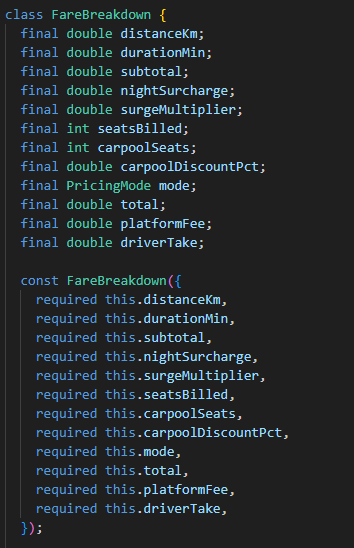 class FareBreakdown {
  final double distanceKm;
  final double durationMin;
  final double subtotal;
  final double nightSurcharge;
  final double surgeMultiplier;
  final int seatsBilled;
  final int carpoolSeats;
  final double carpoolDiscountPct;
  final PricingMode mode;
  final double total;
  final double platformFee;
  final double driverTake;

  const FareBreakdown({
    required this.distanceKm,
    required this.durationMin,
    required this.subtotal,
    required this.nightSurcharge,
    required this.surgeMultiplier,
    required this.seatsBilled,
    required this.carpoolSeats,
    required this.carpoolDiscountPct,
    required this.mode,
    required this.total,
    required this.platformFee,
    required this.driverTake,
  });